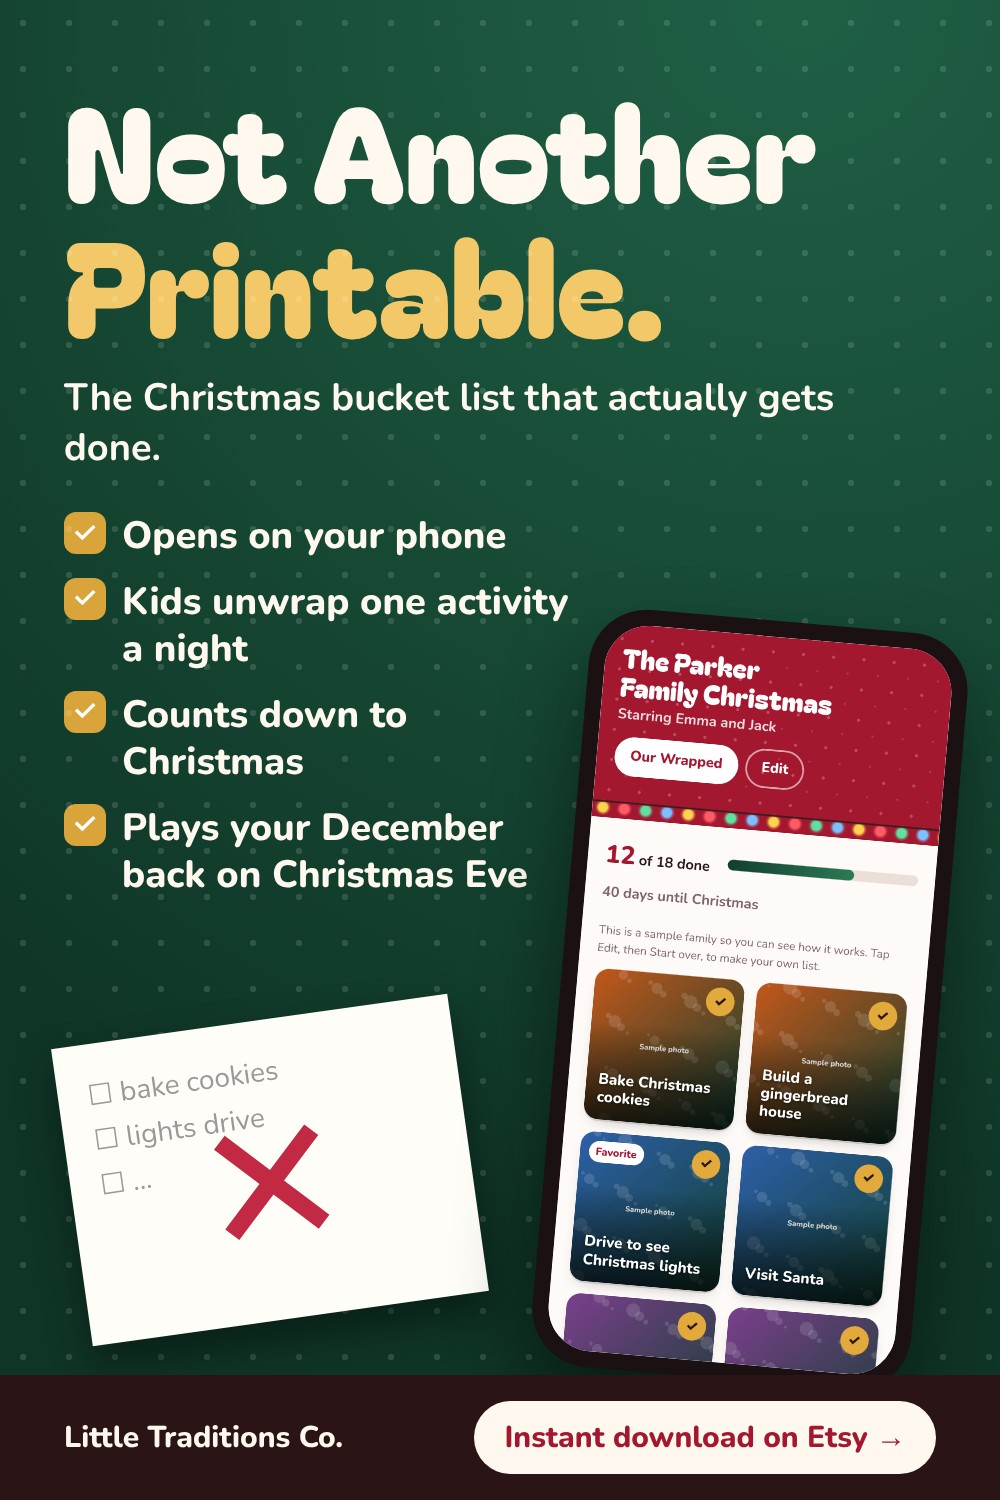 Not Another
Printable.
The Christmas bucket list that actually gets
done.
Opens on your phone
Kids unwrap one activity
a night
Counts down to
Christmas
Plays your December
back on Christmas Eve
☐ bake cookies
☐ lights drive
☐ ...
The Parker
Family Christmas
Starring Emma and Jack
Our Wrapped
Edit
12 of 18 done
40 days until Christmas
This is a sample family so you can see how it works. Tap
Edit, then Start over, to make your own list.
Sample photo
Bake Christmas
cookies
Sample photo
Build a
gingerbread
house
Favorite
Sample photo
Drive to see
Christmas lights
Sample photo
Visit Santa
Little Traditions Co.
Instant download on Etsy →